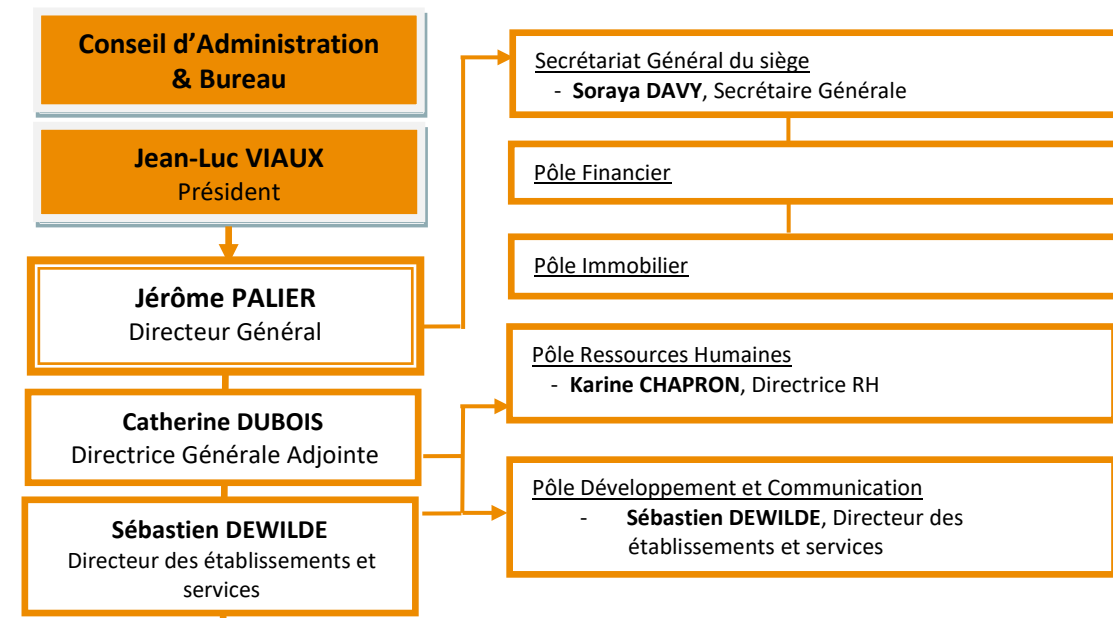 Conseil d’Administration
& Bureau
Jean-Luc VIAUX
Président
Jérôme PALIER
Directeur Général
Catherine DUBOIS
Directrice Générale Adjointe
Sébastien DEWILDE
Directeur des établissements et
services
Secrétariat Général du siège
- Soraya DAVY, Secrétaire Générale
Pôle Financier
Pôle Immobilier
Pôle Ressources Humaines
- Karine CHAPRON, Directrice RH
Pôle Développement et Communication
- Sébastien DEWILDE, Directeur des
établissements et services